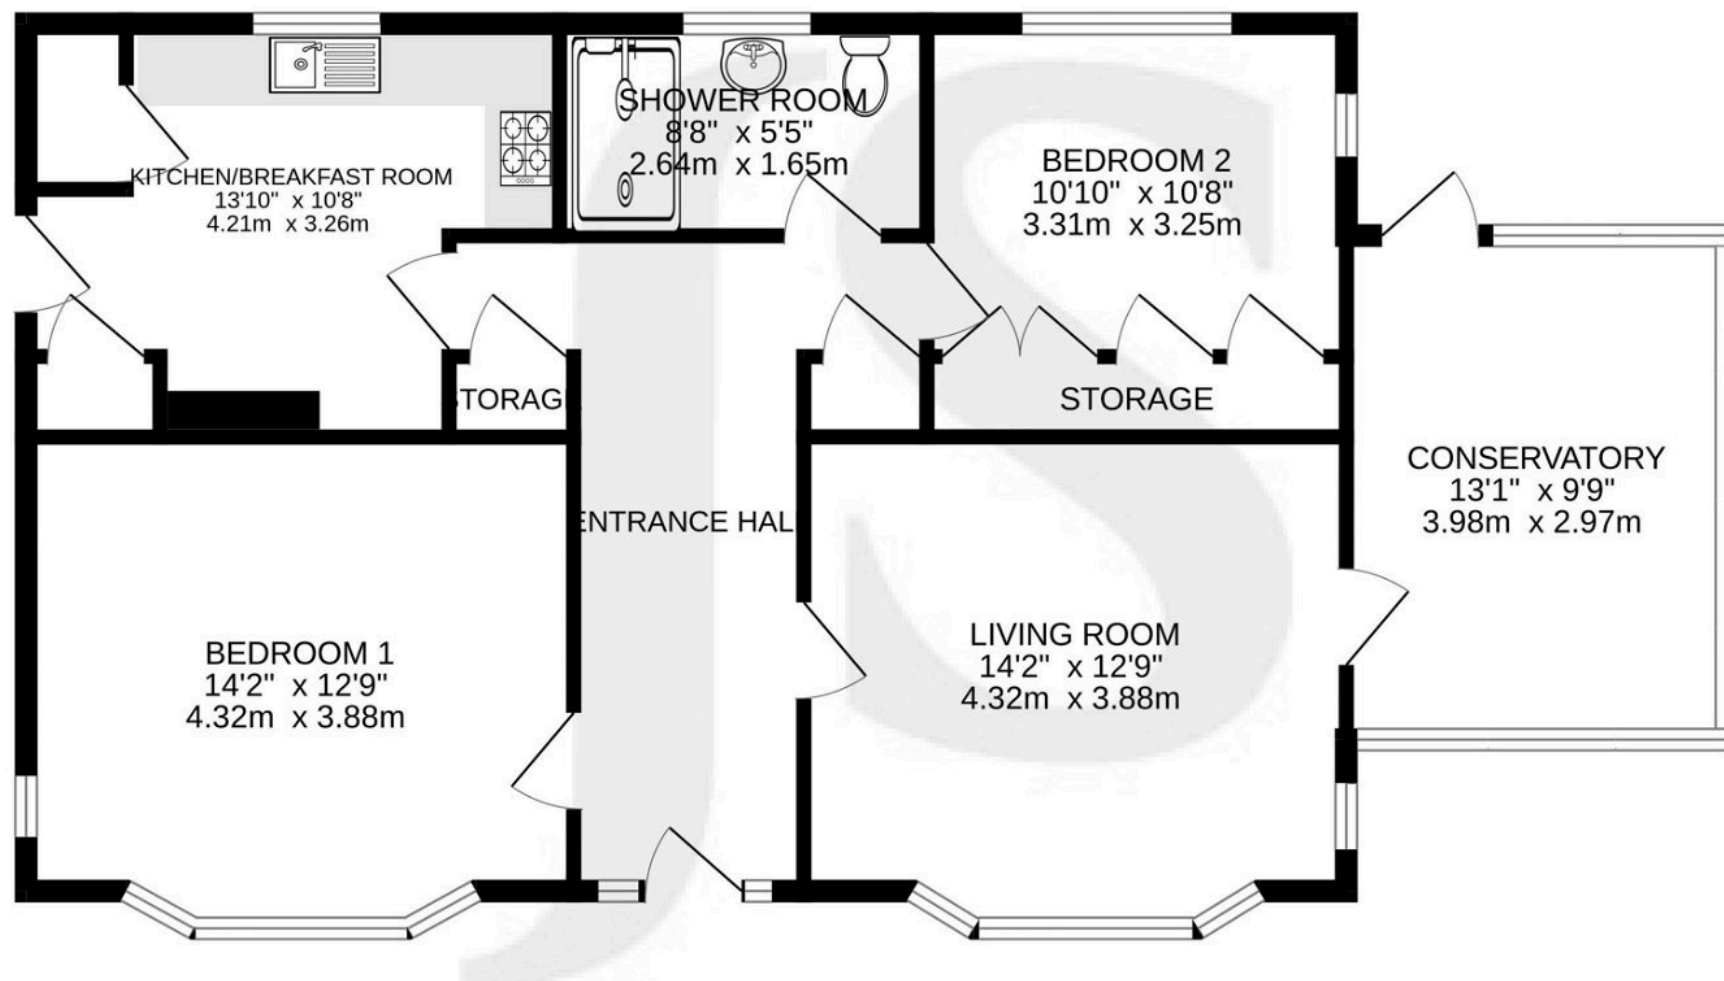 SHOWER ROOM
8'8" x 5'5"
2.64m x 1.65m
KITCHEN/BREAKFAST ROOM
13'10" x 10'8"
4.21m x 3.26m
BEDROOM 2
10'10" x 10'8"
3.31m x 3.25m
STORAGE
STORAGE
CONSERVATORY
13'1" x 9'9"
3.98m x 2.97m
ENTRANCE HAL
BEDROOM 1
14'2" x 12'9"
4.32m x 3.88m
LIVING ROOM
14'2" x 12'9"
4.32m x 3.88m
JS